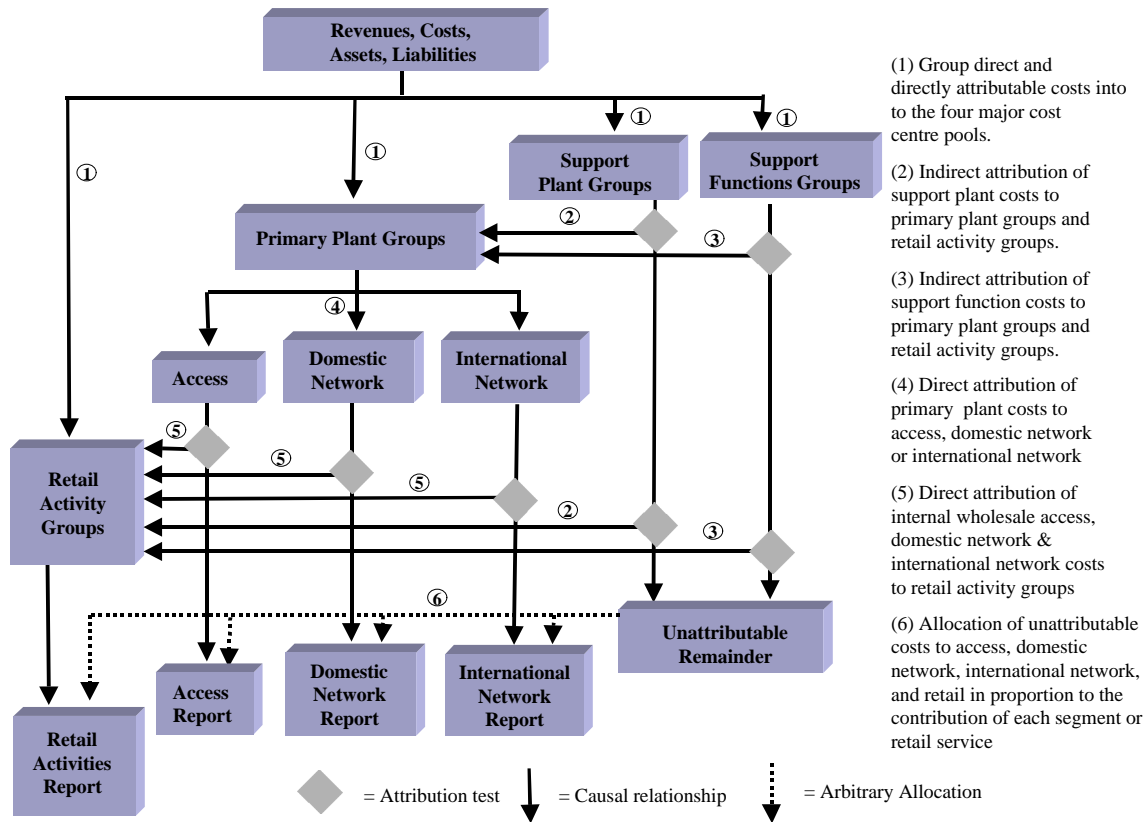 Revenues, Costs,
Assets, Liabilities
①
①
①
①
Support
Plant Groups
Support
Functions Groups
Primary Plant Groups
②
③
④
Access
Domestic
Network
International
Network
⑤
⑤
⑤
②
③
Retail
Activity
Groups
⑥
Unattributable
Remainder
Access
Report
Domestic
Network
Report
International
Network
Report
Retail
Activities
Report
= Attribution test
= Causal relationship
= Arbitrary Allocation
(1) Group direct and
directly attributable costs into
to the four major cost
centre pools.
(2) Indirect attribution of
support plant costs to
primary plant groups and
retail activity groups.
(3) Indirect attribution of
support function costs to
primary plant groups and
retail activity groups.
(4) Direct attribution of
primary plant costs to
access, domestic network
or international network
(5) Direct attribution of
internal wholesale access,
domestic network &
international network costs
to retail activity groups
(6) Allocation of unattributable
costs to access, domestic
network, international network,
and retail in proportion to the
contribution of each segment or
retail service